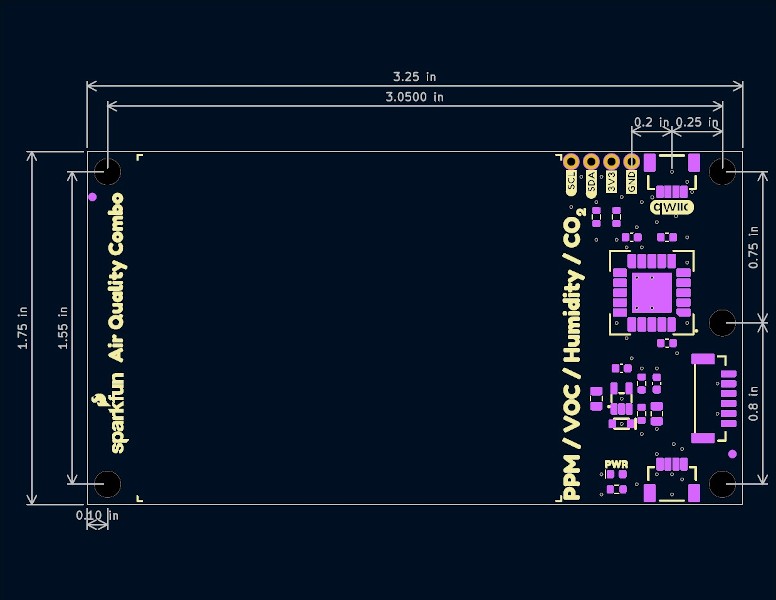 3.25 in
3.0500 in
0.2 in
0.25 in
SCL
SDA
3V3
GND
qwiic
1.75 in
1.55 in
sparkfun Air Quality Combo
PPM / VOC / Humidity / CO2
0.75 in
0.8 in
PWR
0.10 in